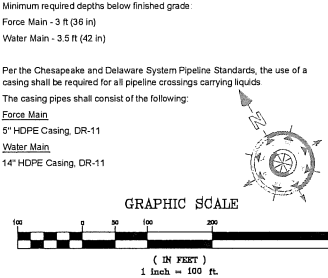 Minimum required depths below finished grade:
Force Main - 3 ft (36 in)
Water Main - 3.5 ft (42 in)
Per the Chesapeake and Delaware System Pipeline Standards, the use of a
casing shall be required for all pipeline crossings carrying liquids
The casing pipes shall consist of the following:
Force Main
5" HDPE Casing, DR-11
Water Main
14" HDPE Casing, DR-11
N
GRAPHIC SCALE
100 0 50 100 200
( IN FEET )
1 inch = 100 ft.